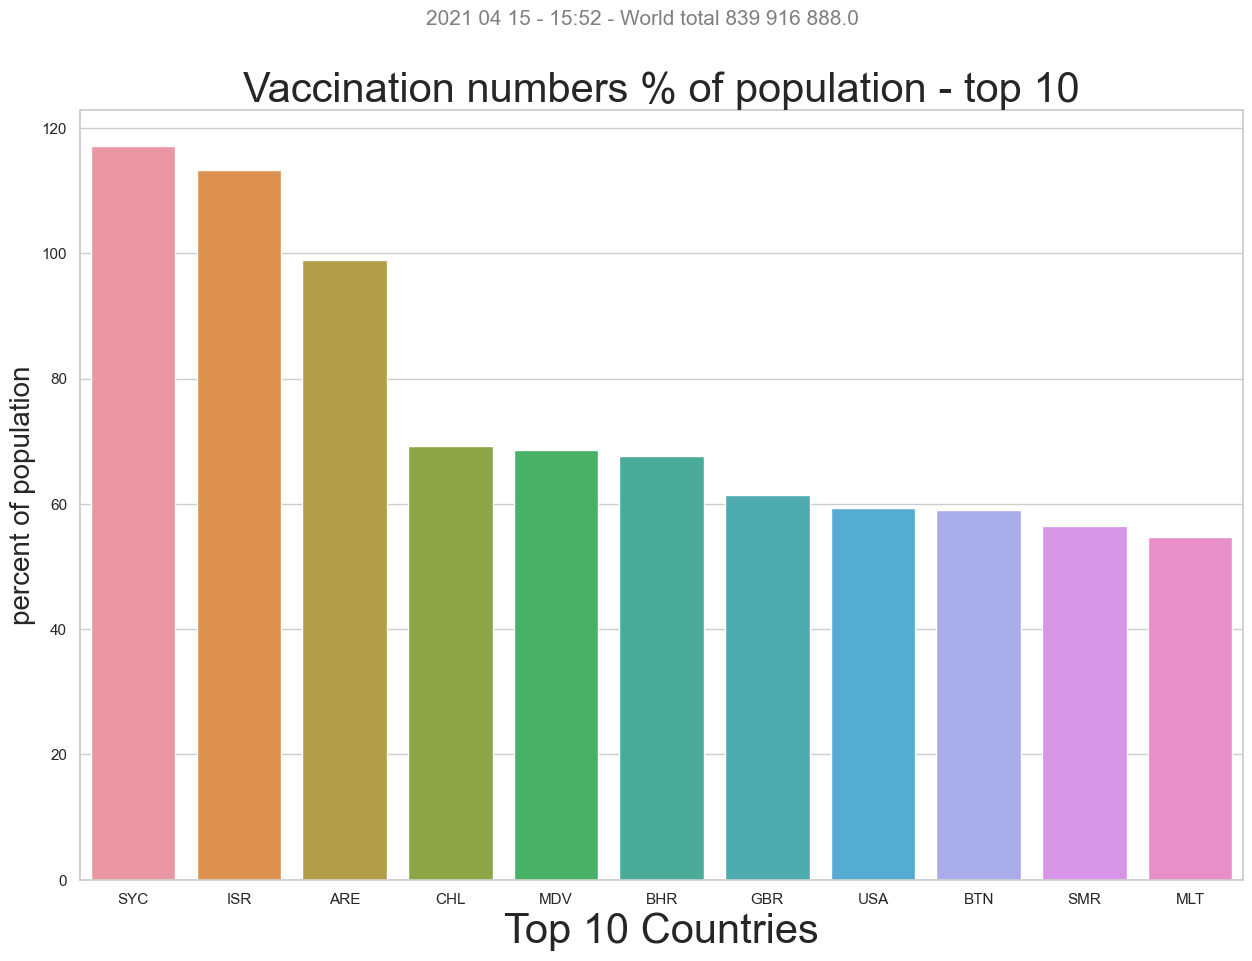 2021 04 15 - 15:52 - World total 839 916 888.0
Vaccination numbers % of population - top 10
percent of population
120
100
80
60
40
20
0
SYC ISR ARE CHL MDV BHR GBR USA BTN SMR MLT
Top 10 Countries